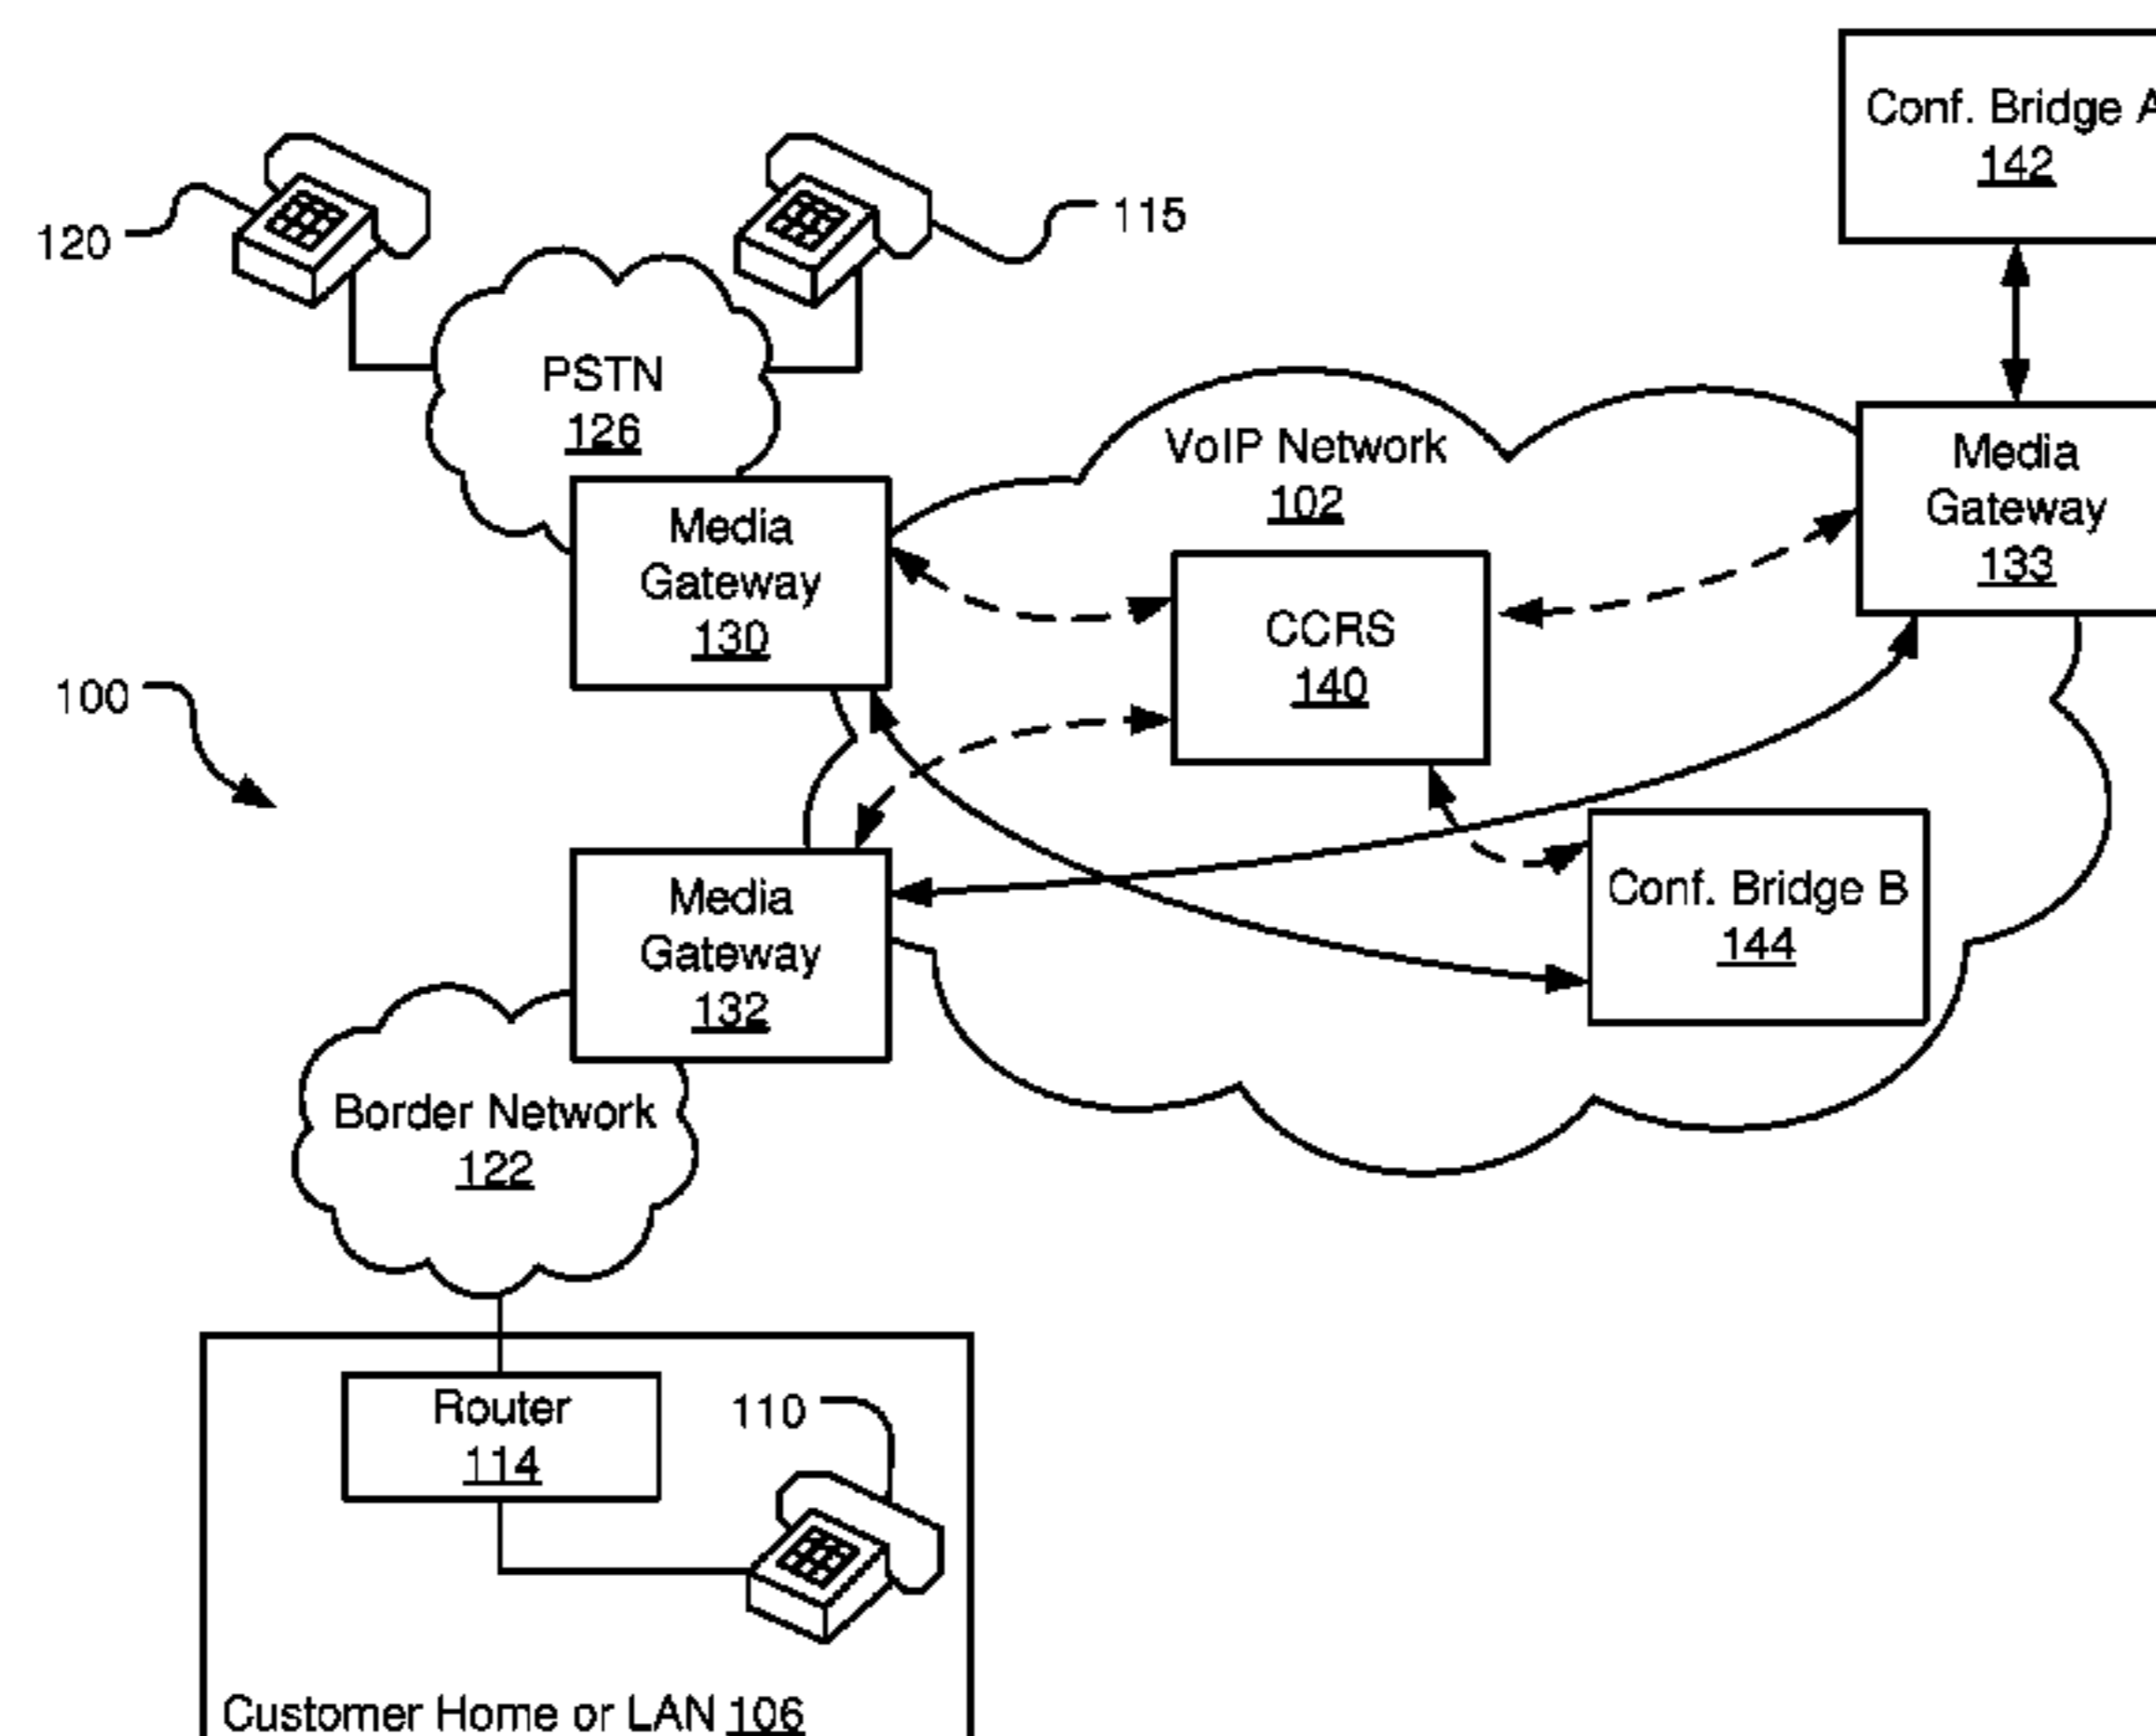 Conf. Bridge A
142
120
115
PSTN
126
VoIP Network
102
Media
Gateway
133
Media
Gateway
130
CCRS
140
100
Media
Gateway
132
Conf. Bridge B
144
Border Network
122
Router
114
110
Customer Home or LAN 106